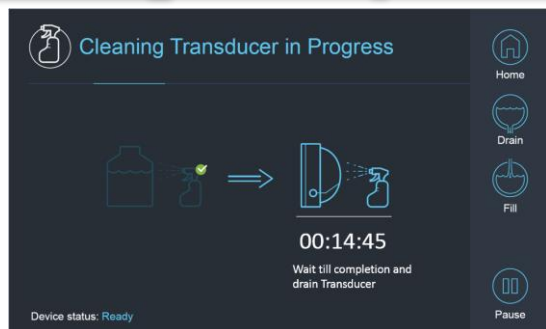 Cleaning Transducer in Progress
Home
Drain
Fill
00:14:45
Wait till completion and
drain Transducer
Device status: Ready
Pause